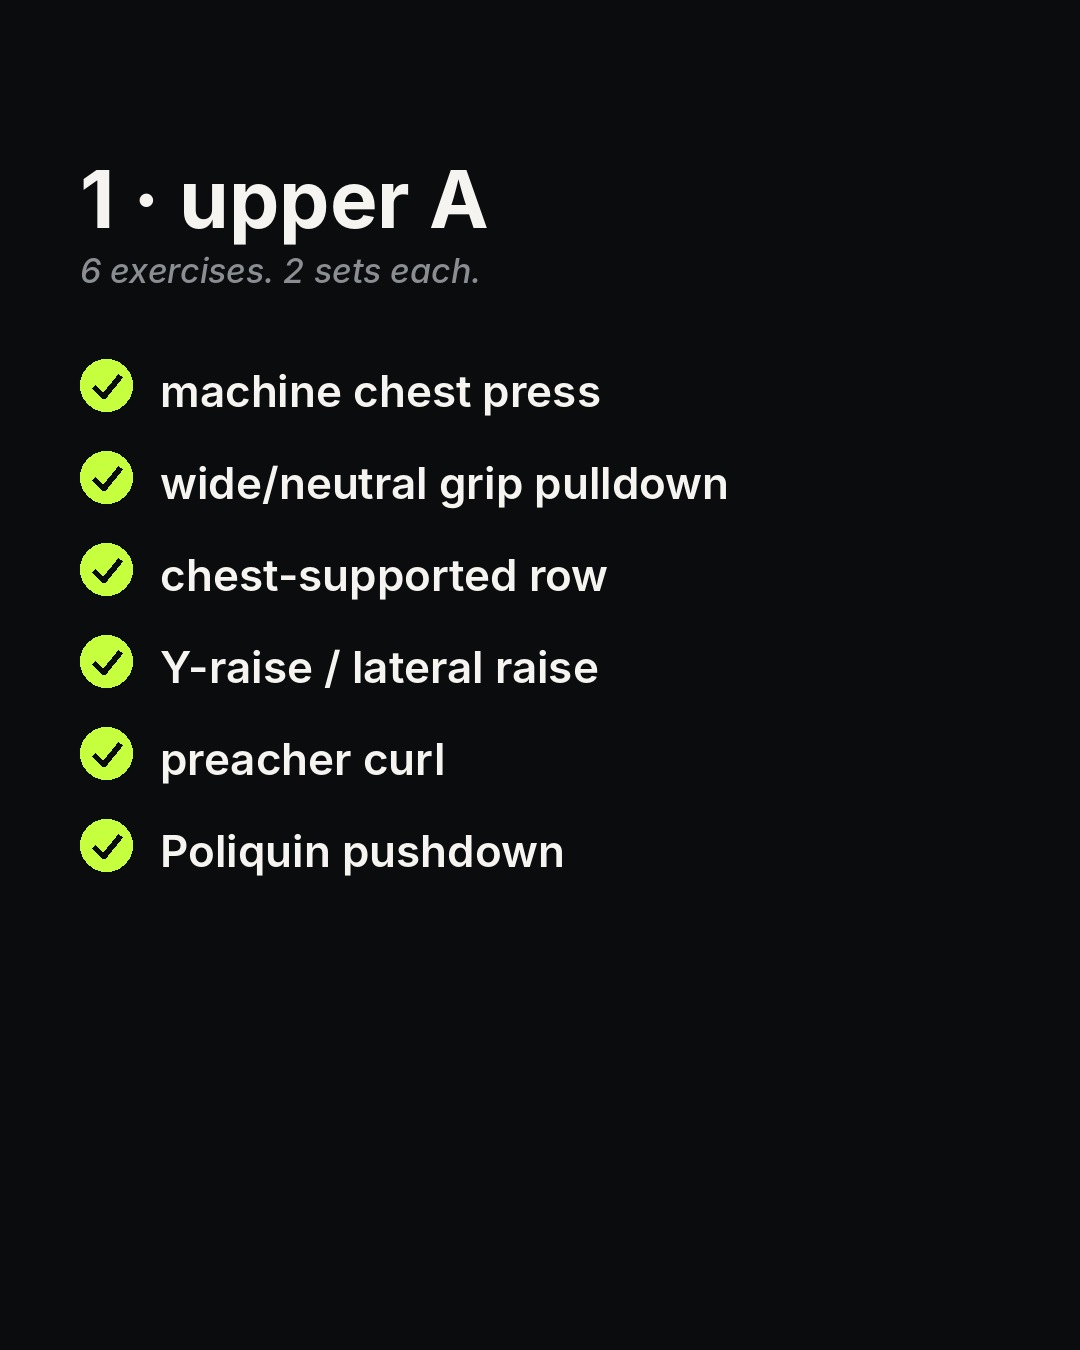 1 · upper A
6 exercises. 2 sets each.
machine chest press
wide/neutral grip pulldown
chest-supported row
Y-raise / lateral raise
preacher curl
Poliquin pushdown